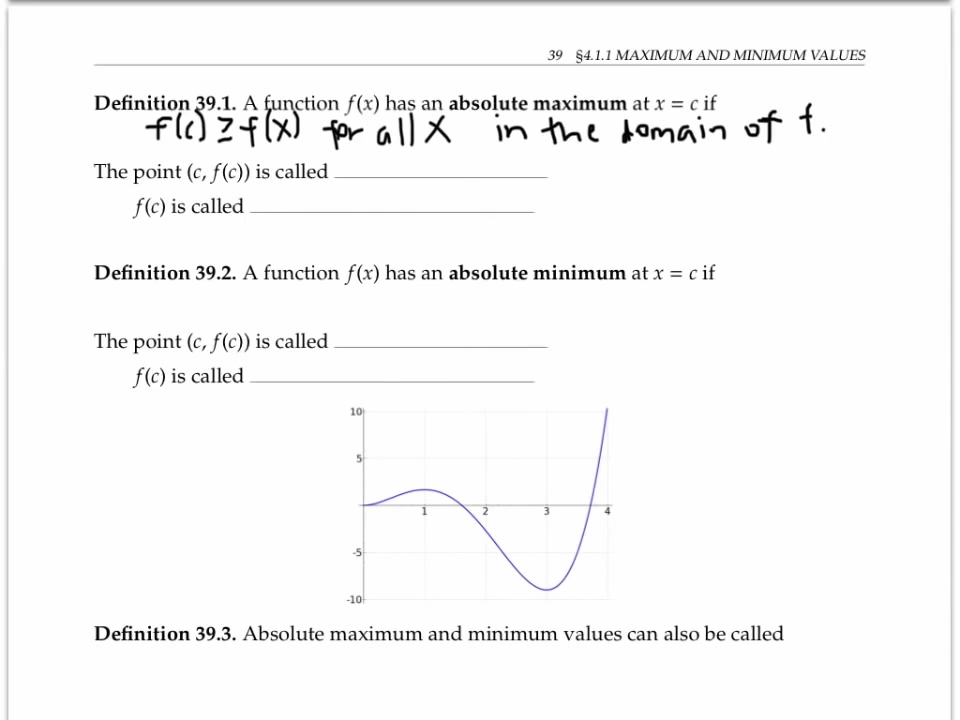 39 §4.1.1 MAXIMUM AND MINIMUM VALUES
Definition 39.1. A function f(x) has an absolute maximum at x = c if
f(c) ≥ f(x) for all x in the domain of f.
The point (c, f(c)) is called
f(c) is called
Definition 39.2. A function f(x) has an absolute minimum at x = c if
The point (c, f(c)) is called
f(c) is called
10
5
1 2 3 4
-5
-10
Definition 39.3. Absolute maximum and minimum values can also be called